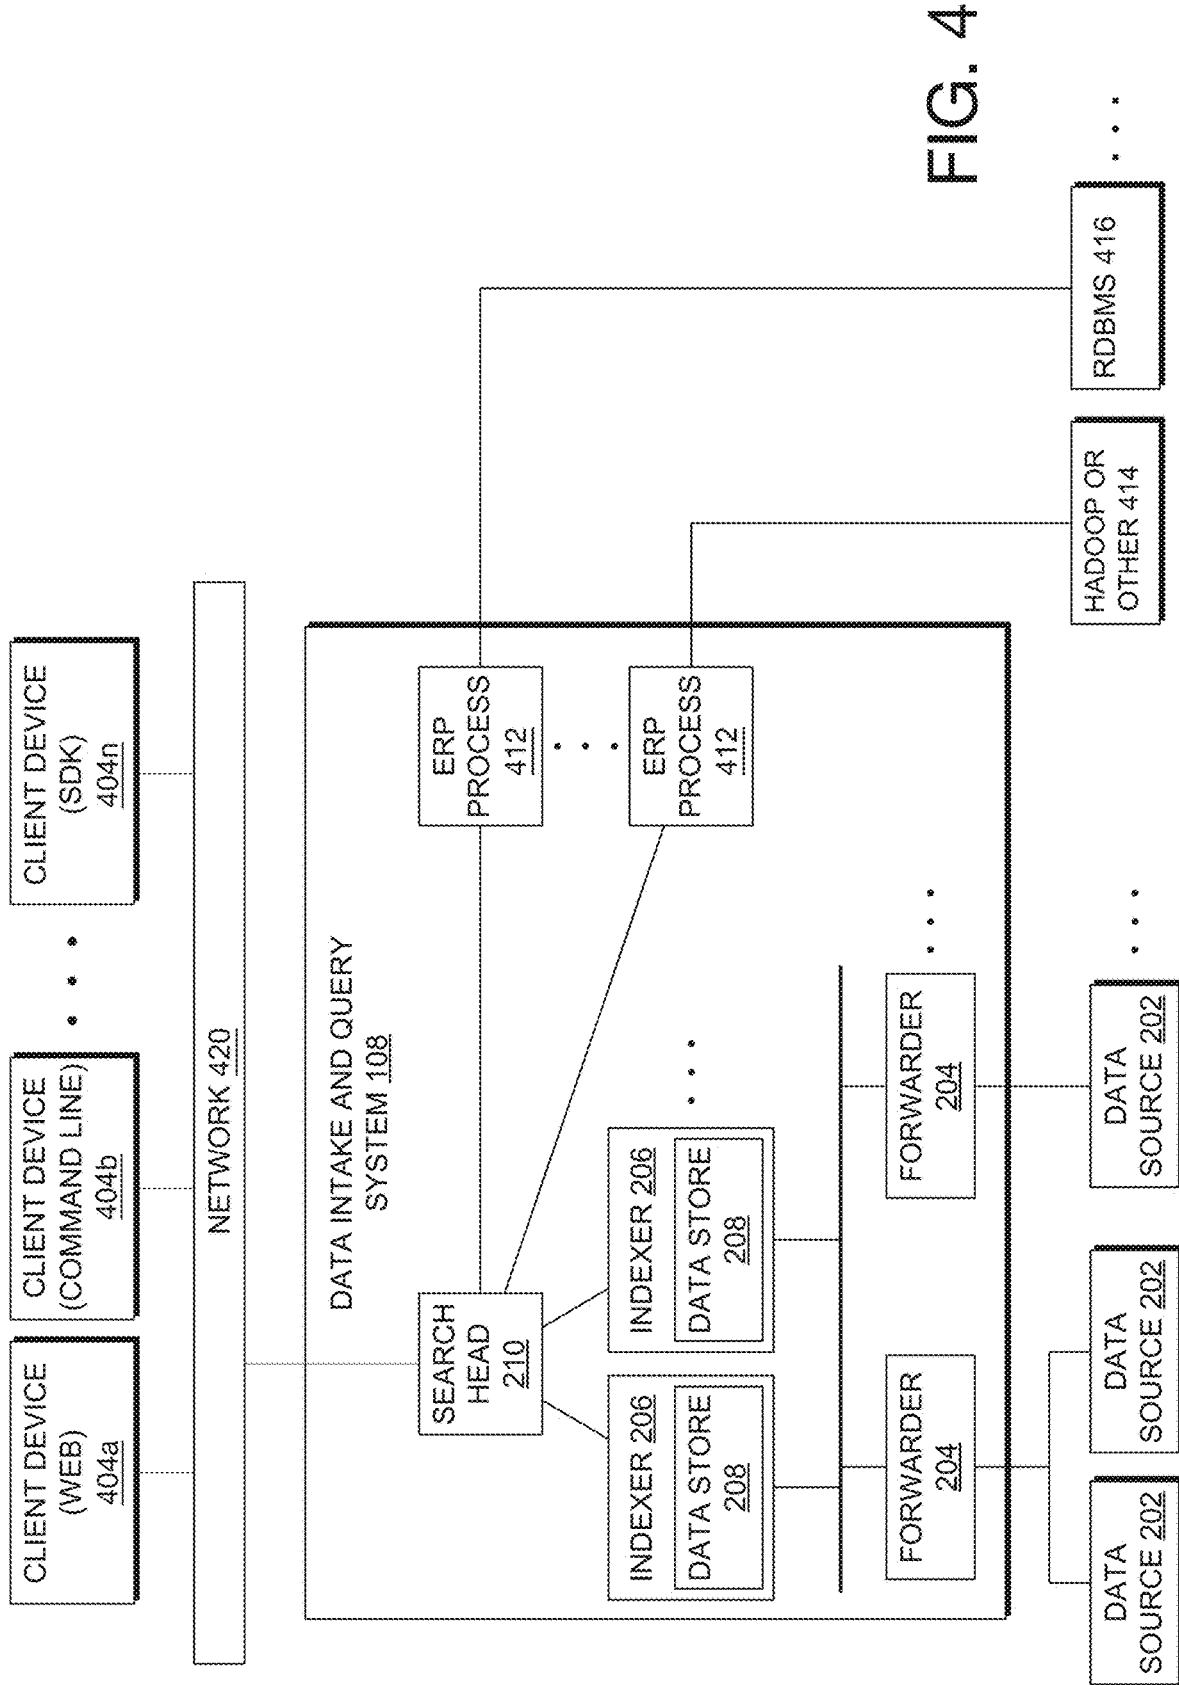 CLIENT DEVICE
(WEB)
404a
CLIENT DEVICE
(COMMAND LINE)
404b
CLIENT DEVICE
(SDK)
404n
NETWORK 420
DATA INTAKE AND QUERY
SYSTEM 108
SEARCH
HEAD
210
ERP
PROCESS
412
INDEXER 206
DATA STORE
208
INDEXER 206
DATA STORE
208
ERP
PROCESS
412
FORWARDER
204
FORWARDER
204
DATA
SOURCE 202
DATA
SOURCE 202
DATA
SOURCE 202
HADOOP OR
OTHER 414
RDBMS 416
FIG. 4